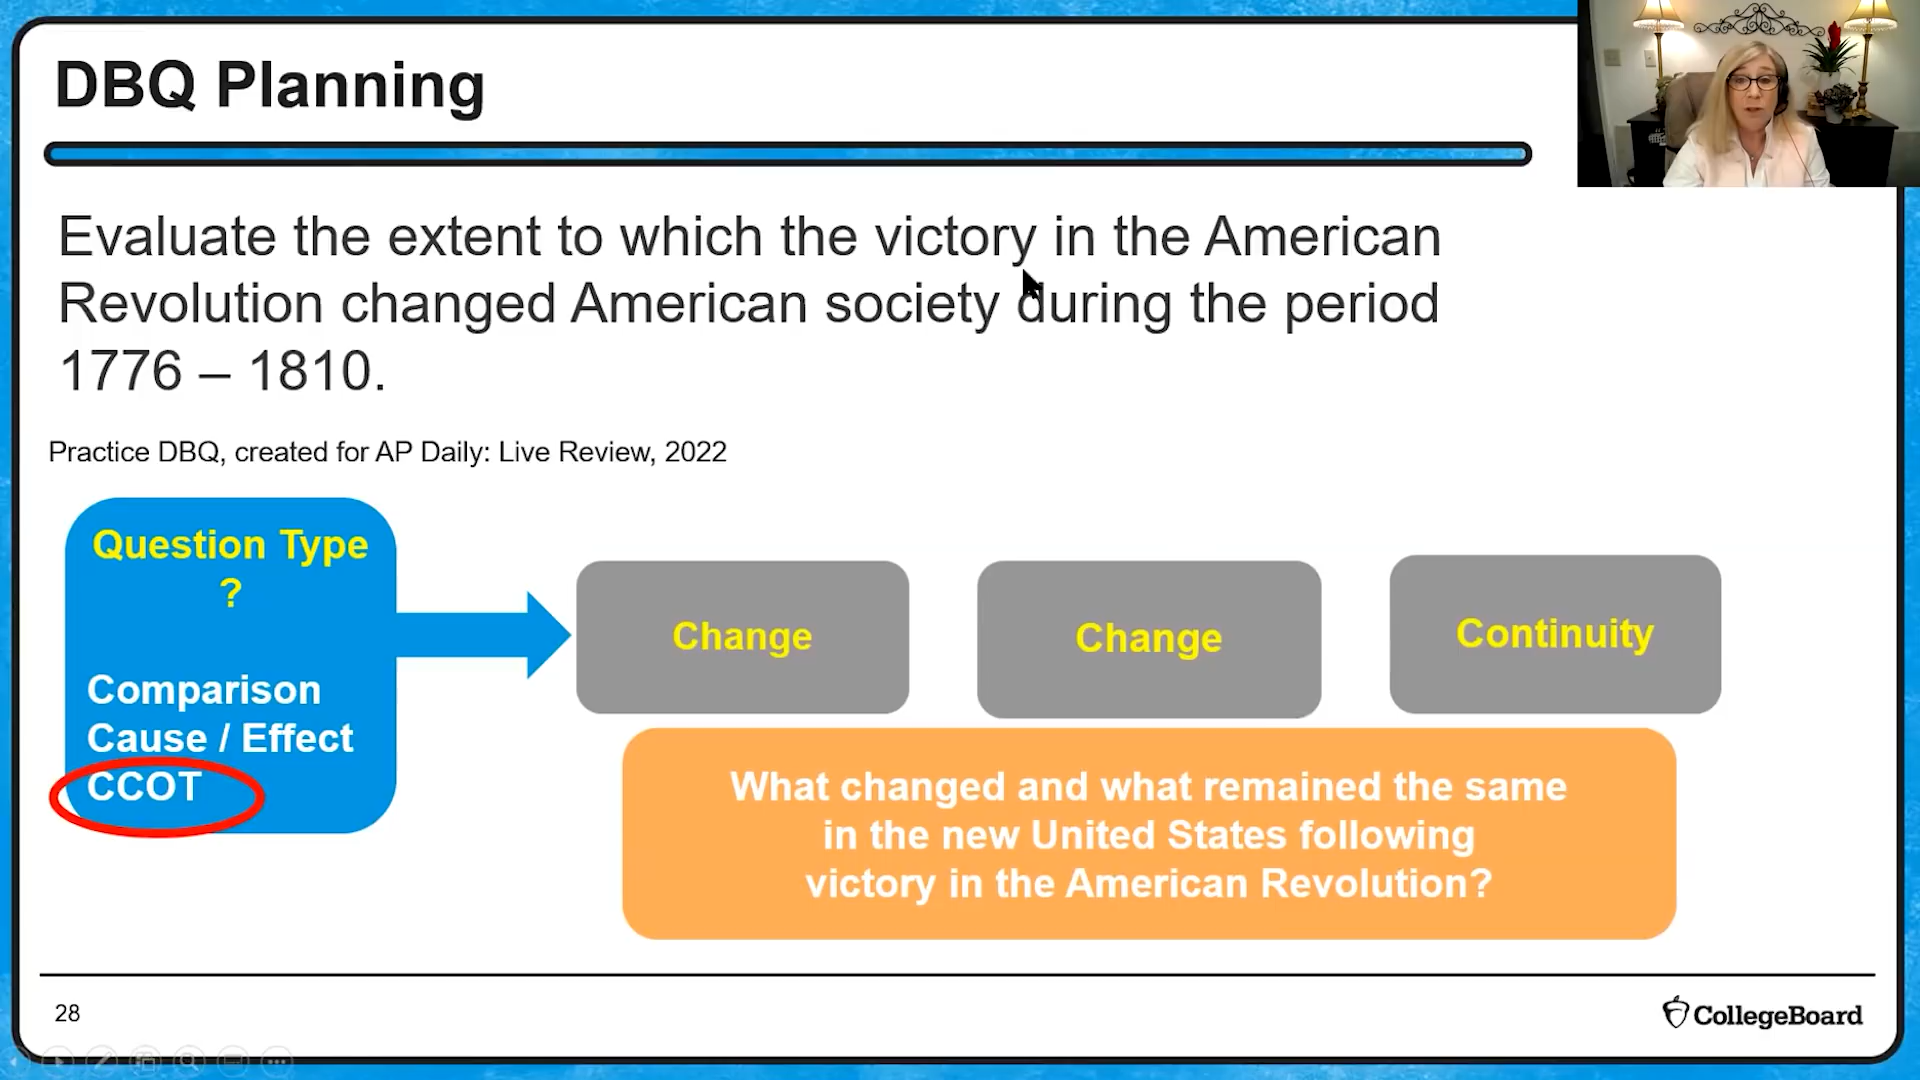 DBQ Planning
Evaluate the extent to which the victory in the American
Revolution changed American society during the period
1776 – 1810.
Practice DBQ, created for AP Daily: Live Review, 2022
Question Type
?
Comparison
Cause / Effect
CCOT
Change
Change
Continuity
What changed and what remained the same
in the new United States following
victory in the American Revolution?
28
CollegeBoard